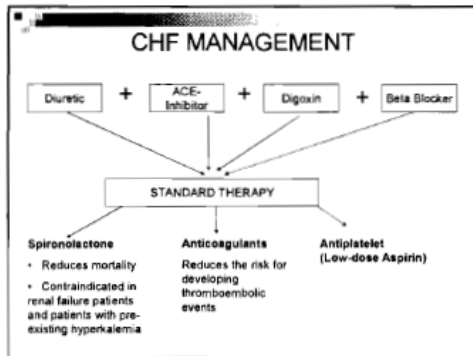 CHF MANAGEMENT
Diuretic + ACE-Inhibitor + Digoxin + Beta Blocker
STANDARD THERAPY
Spironolactone
• Reduces mortality
• Contraindicated in
renal failure patients
and patients with pre-
existing hyperkalemia
Anticoagulants
Reduces the risk for
developing
thromboembolic
events
Antiplatelet
(Low-dose Aspirin)